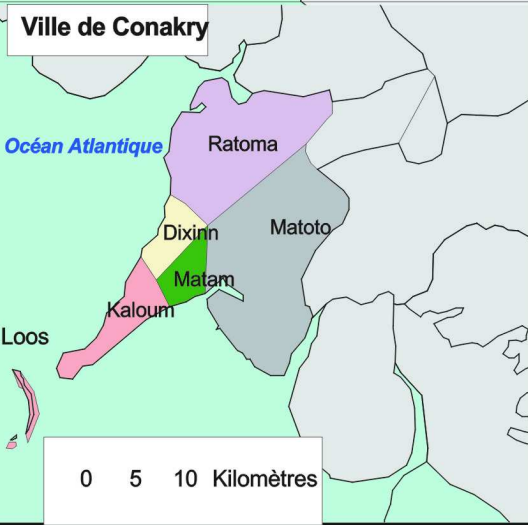 Ville de Conakry
Océan Atlantique
Ratoma
Dixinn
Matoto
Matam
Kaloum
Loos
0 5 10 Kilomètres